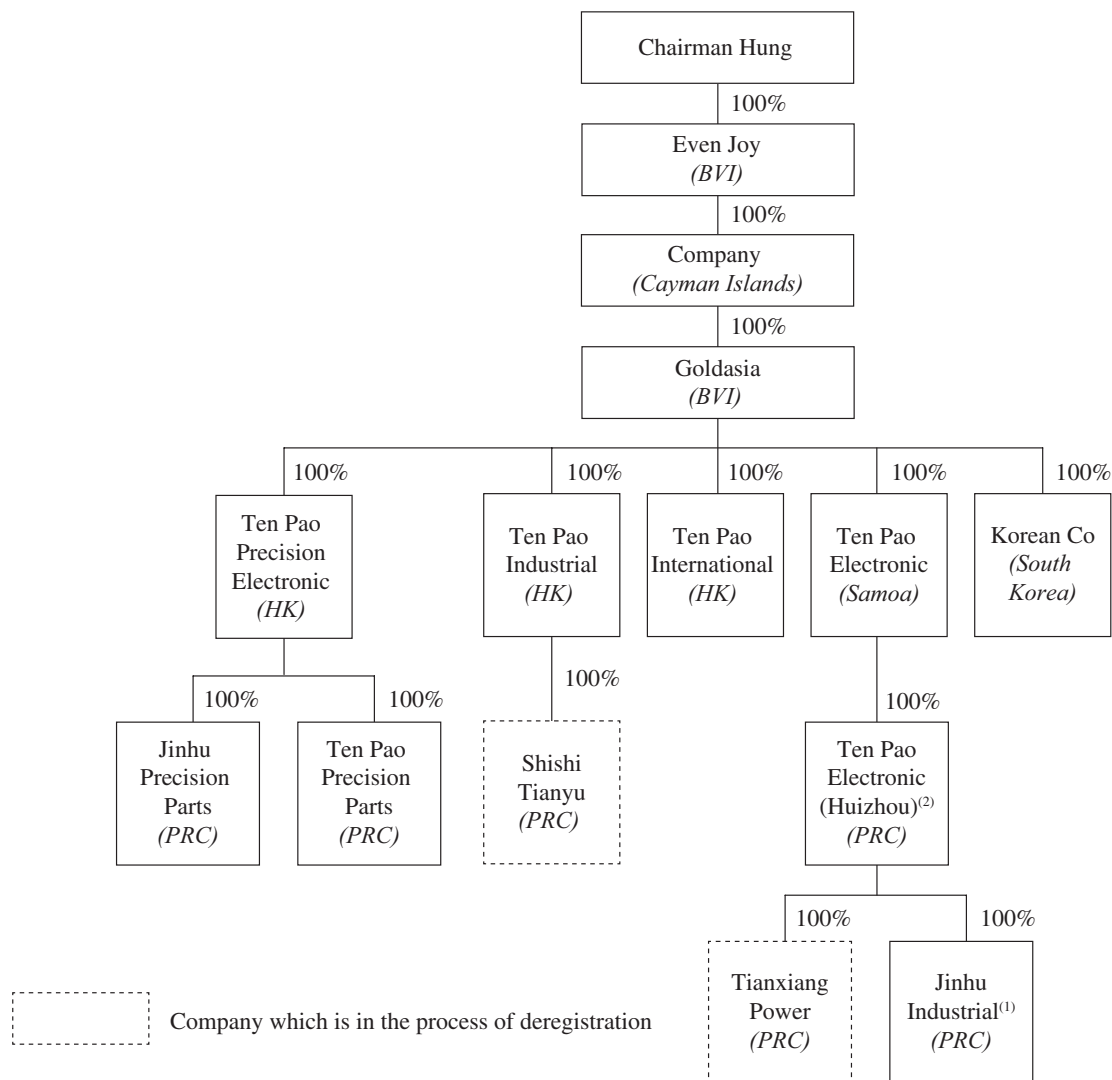 Chairman Hung
100%
Even Joy
(BVI)
100%
Company
(Cayman Islands)
100%
Goldasia
(BVI)
100%
100%
100%
100%
100%
Ten Pao
Precision
Electronic
(HK)
Ten Pao
Industrial
(HK)
Ten Pao
International
(HK)
Ten Pao
Electronic
(Samoa)
Korean Co
(South
Korea)
100%
100%
100%
100%
Jinhu
Precision
Parts
(PRC)
Ten Pao
Precision
Parts
(PRC)
Shishi
Tianyu
(PRC)
Ten Pao
Electronic
(Huizhou)(2)
(PRC)
100%
100%
Tianxiang
Power
(PRC)
Jinhu
Industrial(1)
(PRC)
Company which is in the process of deregistration